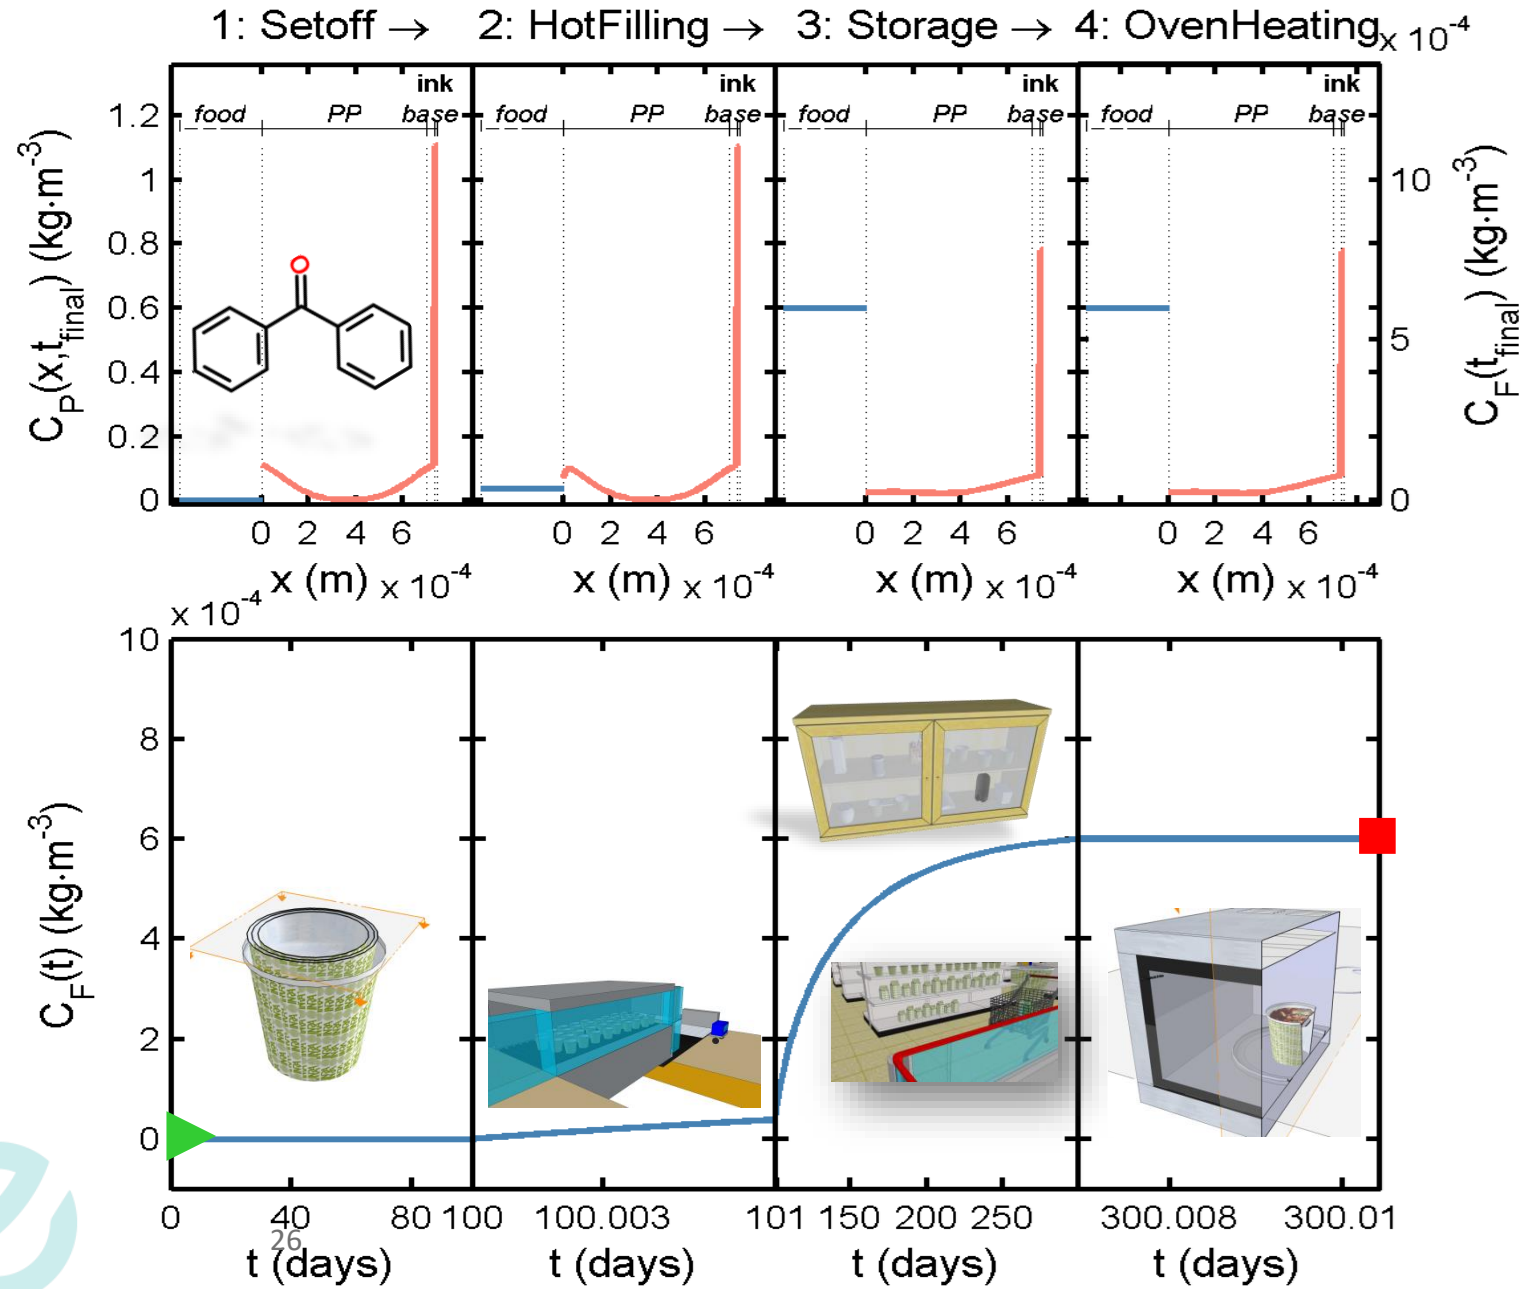 1: Setoff → 2: HotFilling → 3: Storage → 4: OvenHeating
x 10⁻⁴
ink ink ink ink
food PP base food PP base food PP base food PP base
C_P(x,t_final) (kg·m⁻³)
1.2
1
0.8
0.6
0.4
0.2
0
O
10
5
0
C_F(t_final) (kg·m⁻³)
0 2 4 6 0 2 4 6 0 2 4 6 0 2 4 6
x (m) x 10⁻⁴ x (m) x 10⁻⁴ x (m) x 10⁻⁴ x (m) x 10⁻⁴
x 10⁻⁴
C_F(t) (kg·m⁻³)
10
8
6
4
2
0
0 40 80 100 100.003 101 150 200 250 300.008 300.01
26
t (days) t (days) t (days) t (days)